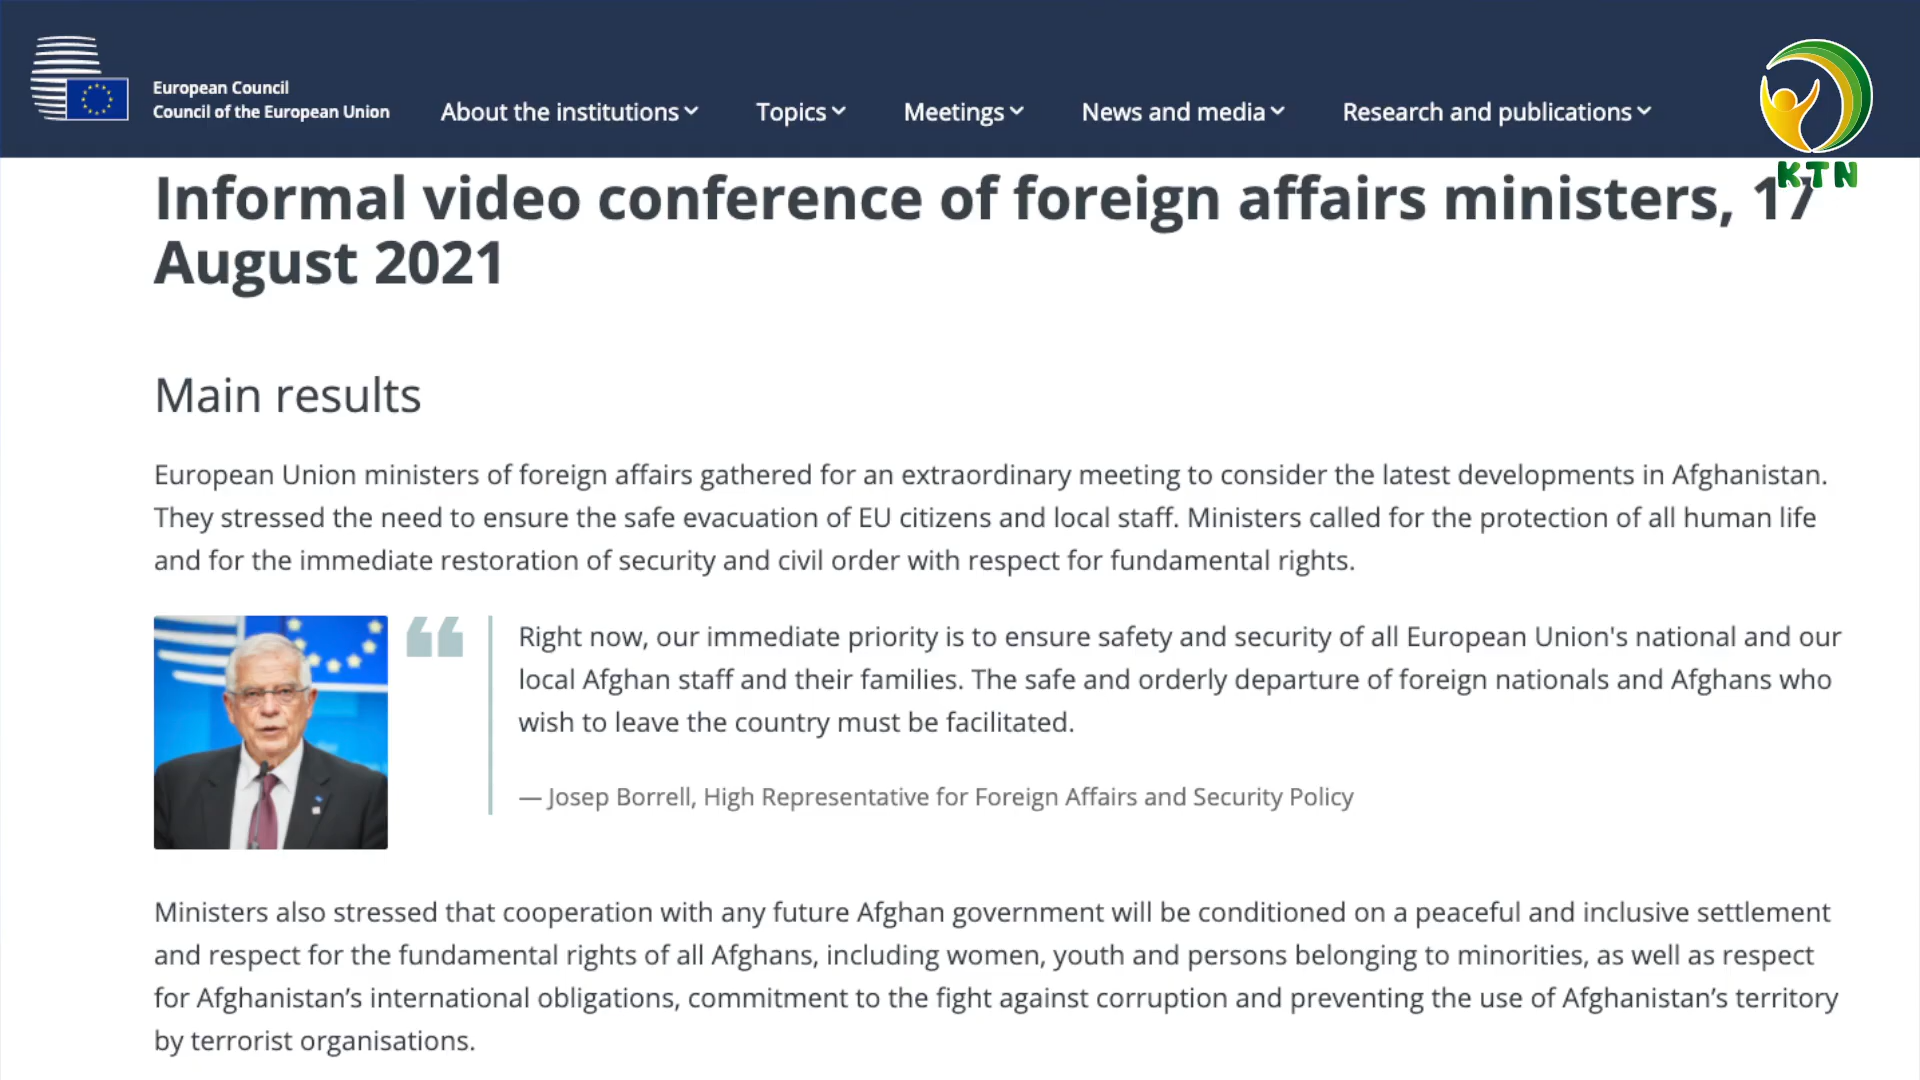 European Council
Council of the European Union
About the institutions
Topics
Meetings
News and media
Research and publications
KTN
Informal video conference of foreign affairs ministers, 17
August 2021
Main results
European Union ministers of foreign affairs gathered for an extraordinary meeting to consider the latest developments in Afghanistan.
They stressed the need to ensure the safe evacuation of EU citizens and local staff. Ministers called for the protection of all human life
and for the immediate restoration of security and civil order with respect for fundamental rights.
“
Right now, our immediate priority is to ensure safety and security of all European Union's national and our
local Afghan staff and their families. The safe and orderly departure of foreign nationals and Afghans who
wish to leave the country must be facilitated.
— Josep Borrell, High Representative for Foreign Affairs and Security Policy
Ministers also stressed that cooperation with any future Afghan government will be conditioned on a peaceful and inclusive settlement
and respect for the fundamental rights of all Afghans, including women, youth and persons belonging to minorities, as well as respect
for Afghanistan’s international obligations, commitment to the fight against corruption and preventing the use of Afghanistan’s territory
by terrorist organisations.